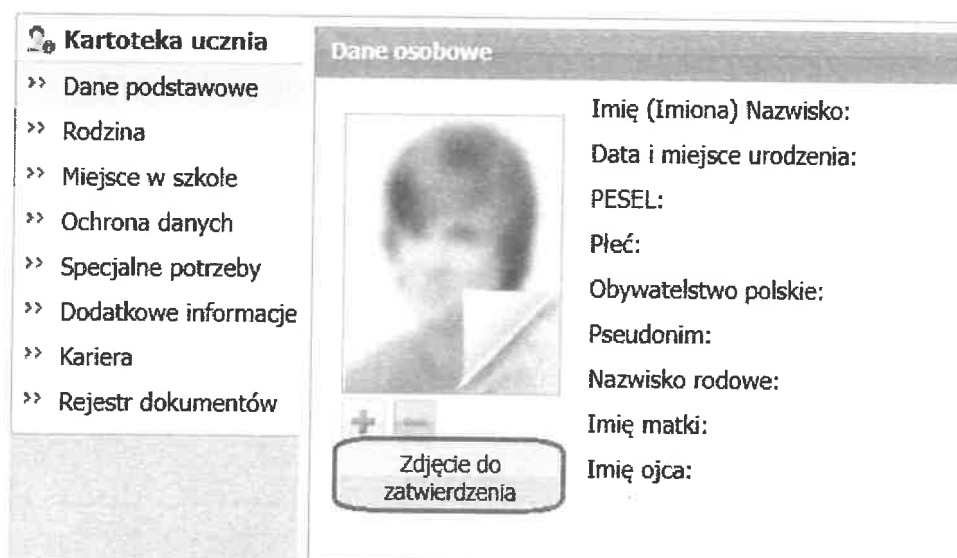 Kartoteka ucznia
Dane podstawowe
Rodzina
Miejsce w szkole
Ochrona danych
Specjalne potrzeby
Dodatkowe informacje
Kariera
Rejestr dokumentów
Dane osobowe
Imię (Imiona) Nazwisko:
Data i miejsce urodzenia:
PESEL:
Płeć:
Obywatelstwo polskie:
Pseudonim:
Nazwisko rodowe:
Imię matki:
Imię ojca:
Zdjęcie do
zatwierdzenia